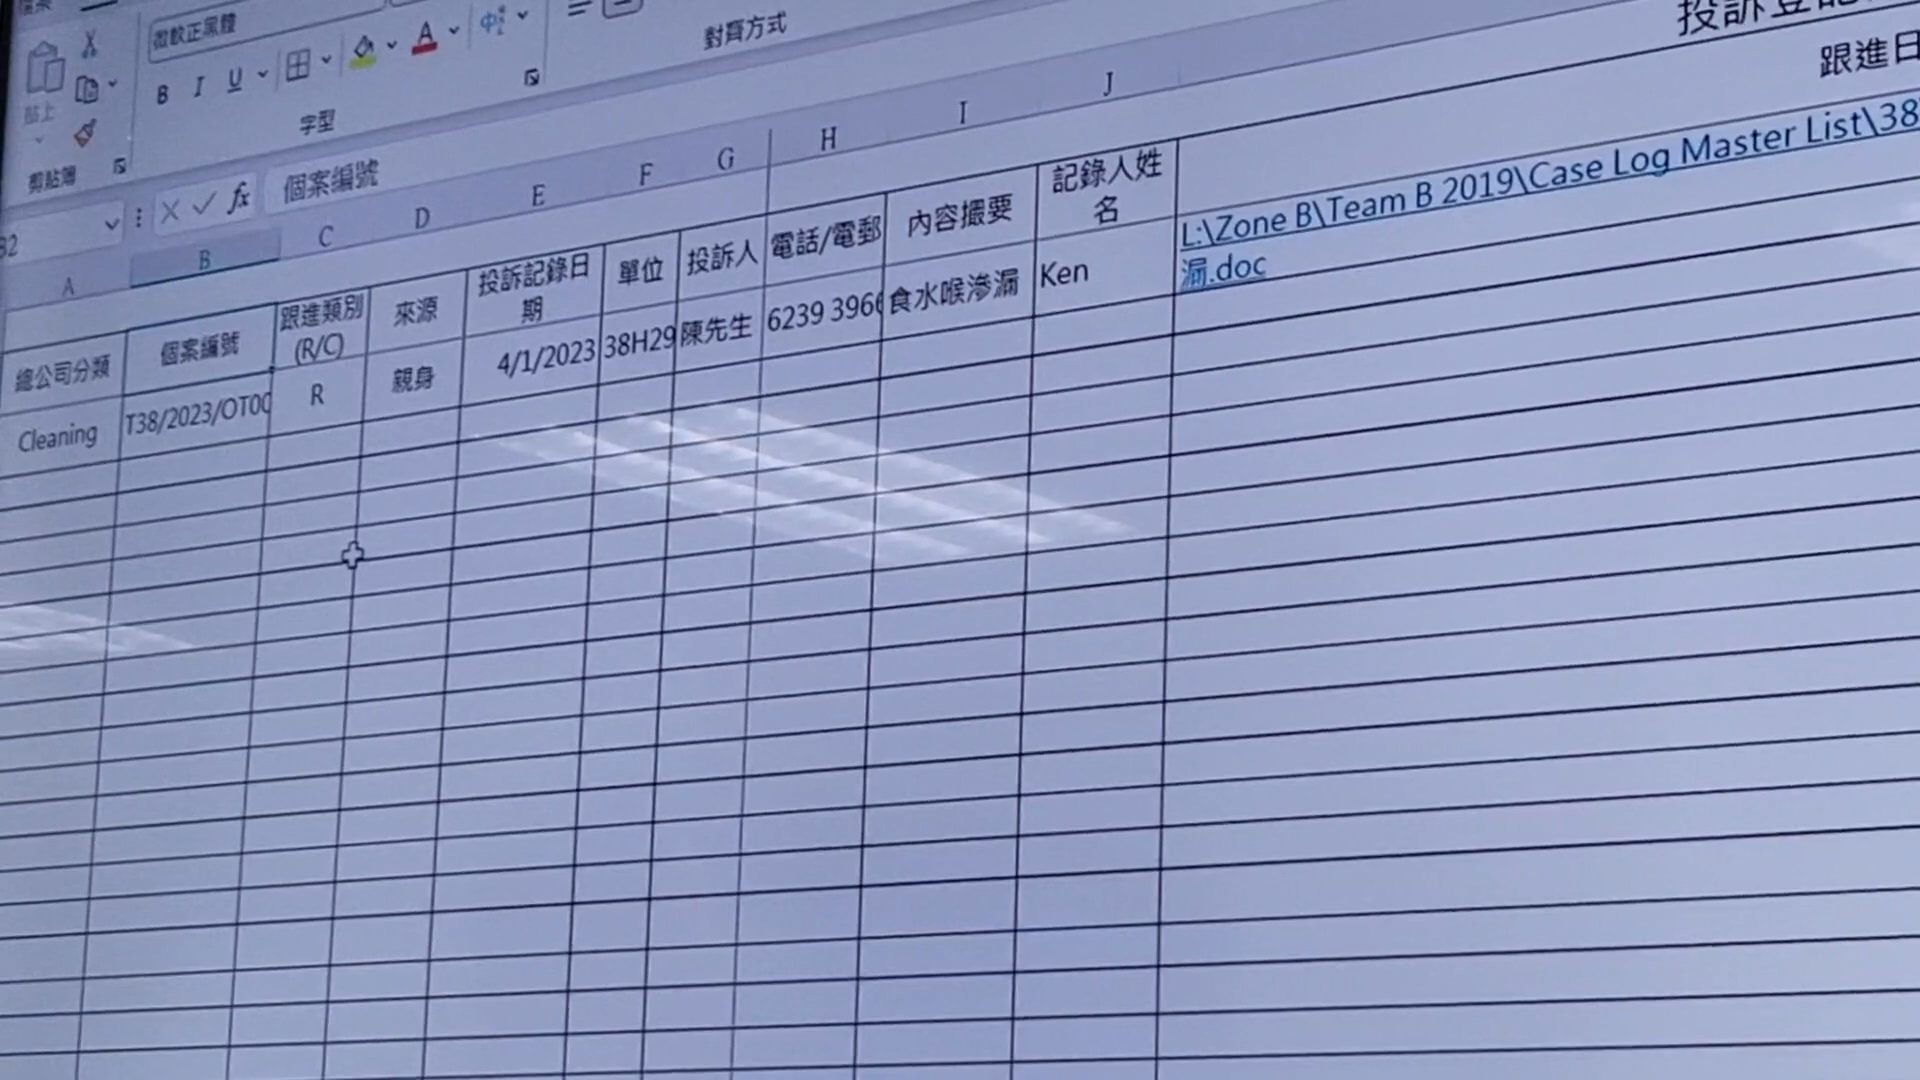 微軟正黑體
貼上
B I U
A
中
剪貼簿
字型
對齊方式
B2
fx
個案編號
A B C D E F G H I J
投訴登記
跟進日
總公司分類
個案編號
跟進類別
(R/C)
來源
投訴記錄日
期
單位
投訴人
電話/電郵
內容撮要
記錄人姓
名
Cleaning
T38/2023/OT00
R
親身
4/1/2023
38H29
陳先生
6239 3966
食水喉滲漏
Ken
L:\Zone B\Team B 2019\Case Log Master List\38
漏.doc